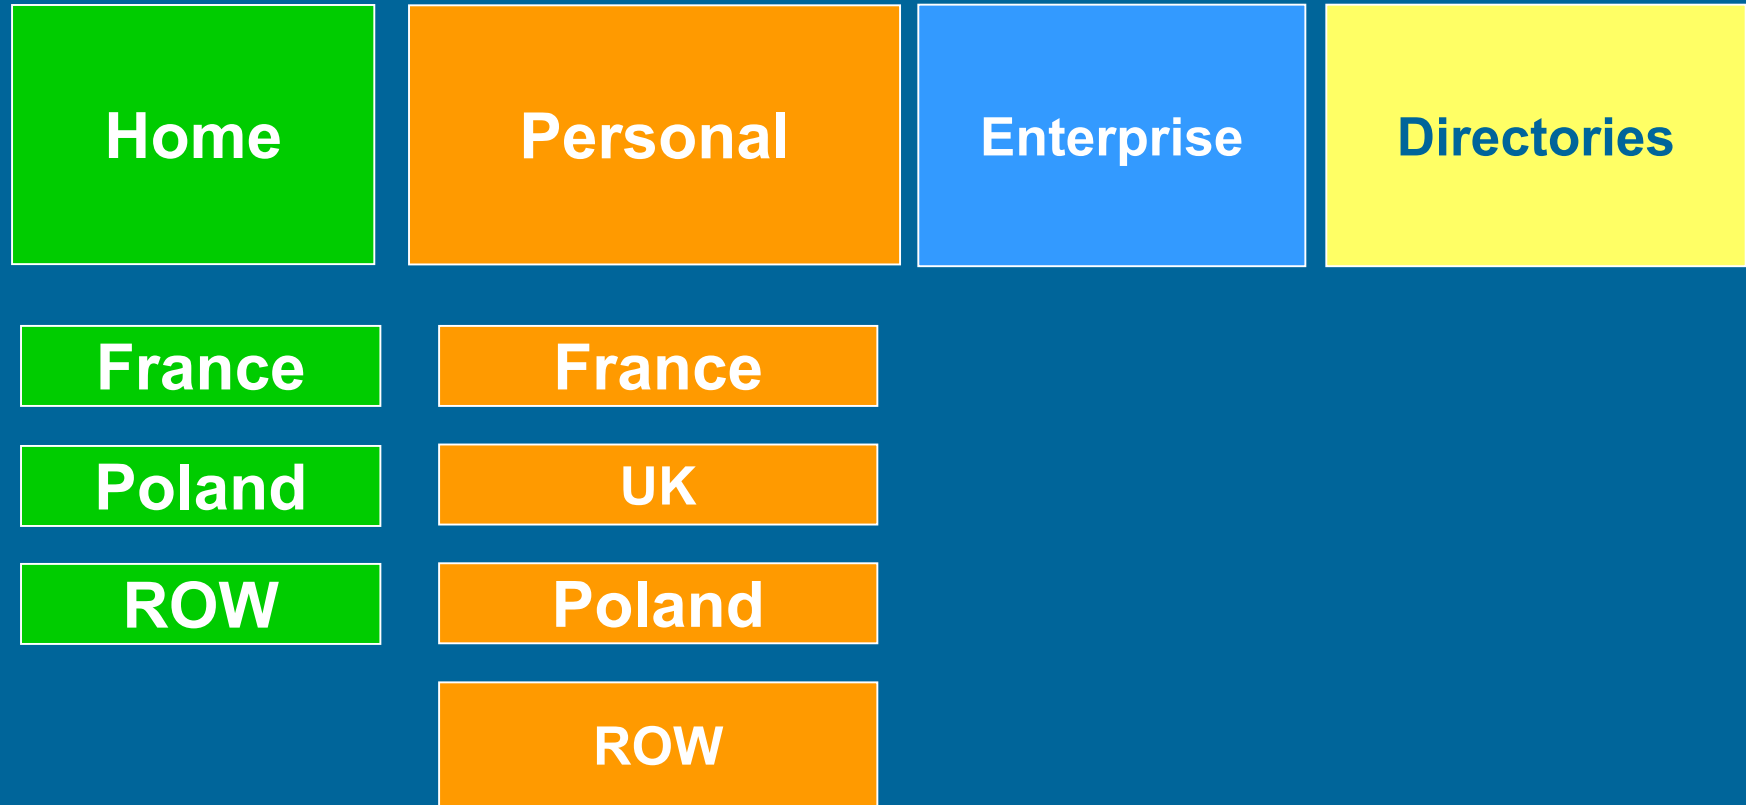 Home
Personal
Enterprise
Directories
France
France
Poland
UK
ROW
Poland
ROW